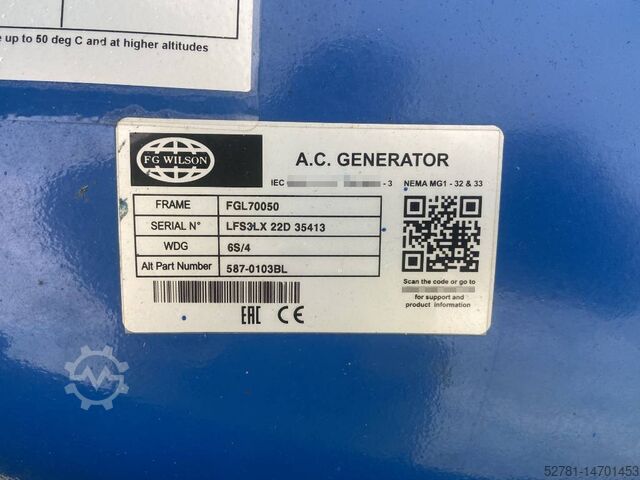 e up to 50 deg C and at higher altitudes
FG WILSON
A.C. GENERATOR
IEC - 3 NEMA MG1 - 32 & 33
FRAME FGL70050
SERIAL N° LFS3LX 22D 35413
WDG 6S/4
Alt Part Number 587-0103BL
Scan the code or go to
for support and
product information
EAC CE
52781-14701453